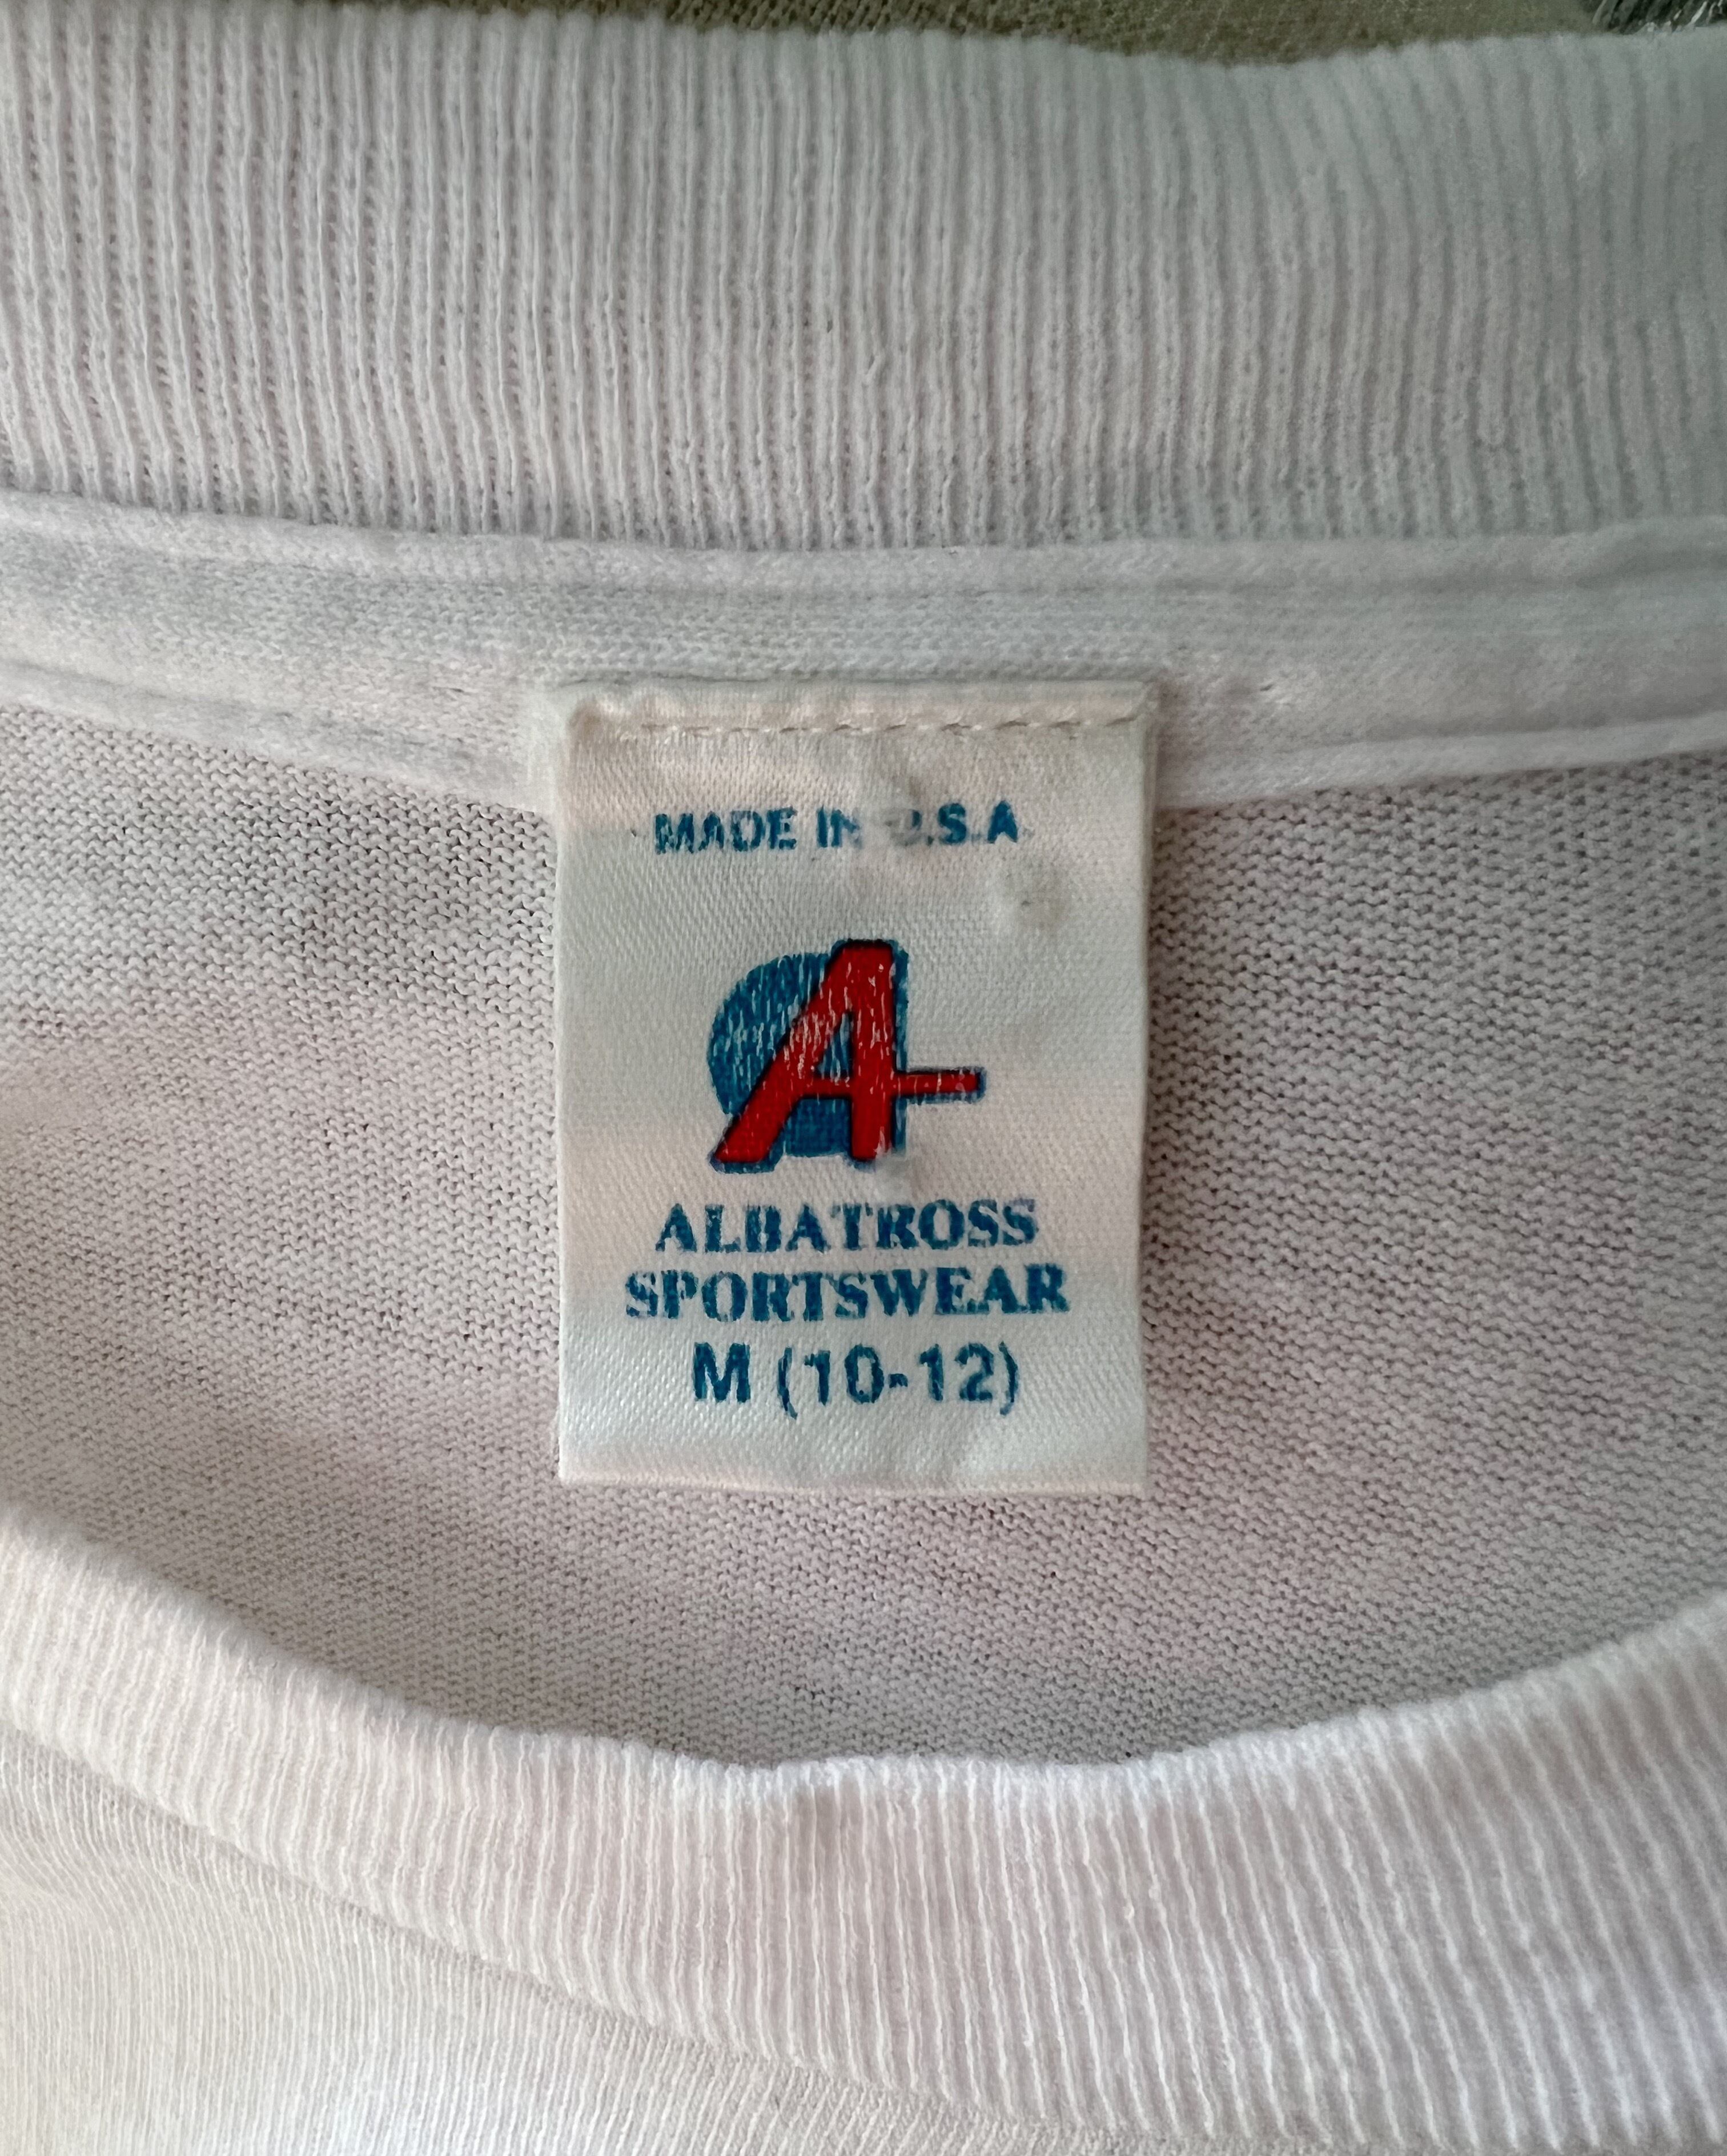 MADE IN U.S.A
A
ALBATROSS
SPORTSWEAR
M (10-12)